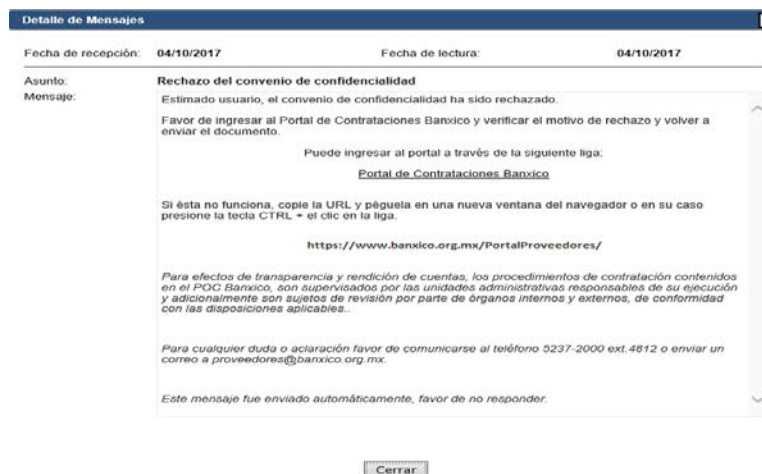 Detalle de Mensajes
Fecha de recepción: 04/10/2017 Fecha de lectura: 04/10/2017
Asunto: Rechazo del convenio de confidencialidad
Mensaje: Estimado usuario, el convenio de confidencialidad ha sido rechazado.
Favor de ingresar al Portal de Contrataciones Banxico y verificar el motivo de rechazo y volver a
enviar el documento.
Puede ingresar al portal a través de la siguiente liga:
Portal de Contrataciones Banxico
Si ésta no funciona, copie la URL y péguela en una nueva ventana del navegador o en su caso
presione la tecla CTRL + el clic en la liga.
https://www.banxico.org.mx/PortalProveedores/
Para efectos de transparencia y rendición de cuentas, los procedimientos de contratación contenidos
en el POC Banxico, son supervisados por las unidades administrativas responsables de su ejecución
y adicionalmente son sujetos de revisión por parte de órganos internos y externos, de conformidad
con las disposiciones aplicables..
Para cualquier duda o aclaración favor de comunicarse al teléfono 5237-2000 ext.4812 o enviar un
correo a proveedores@banxico.org.mx.
Este mensaje fue enviado automáticamente, favor de no responder.
Cerrar